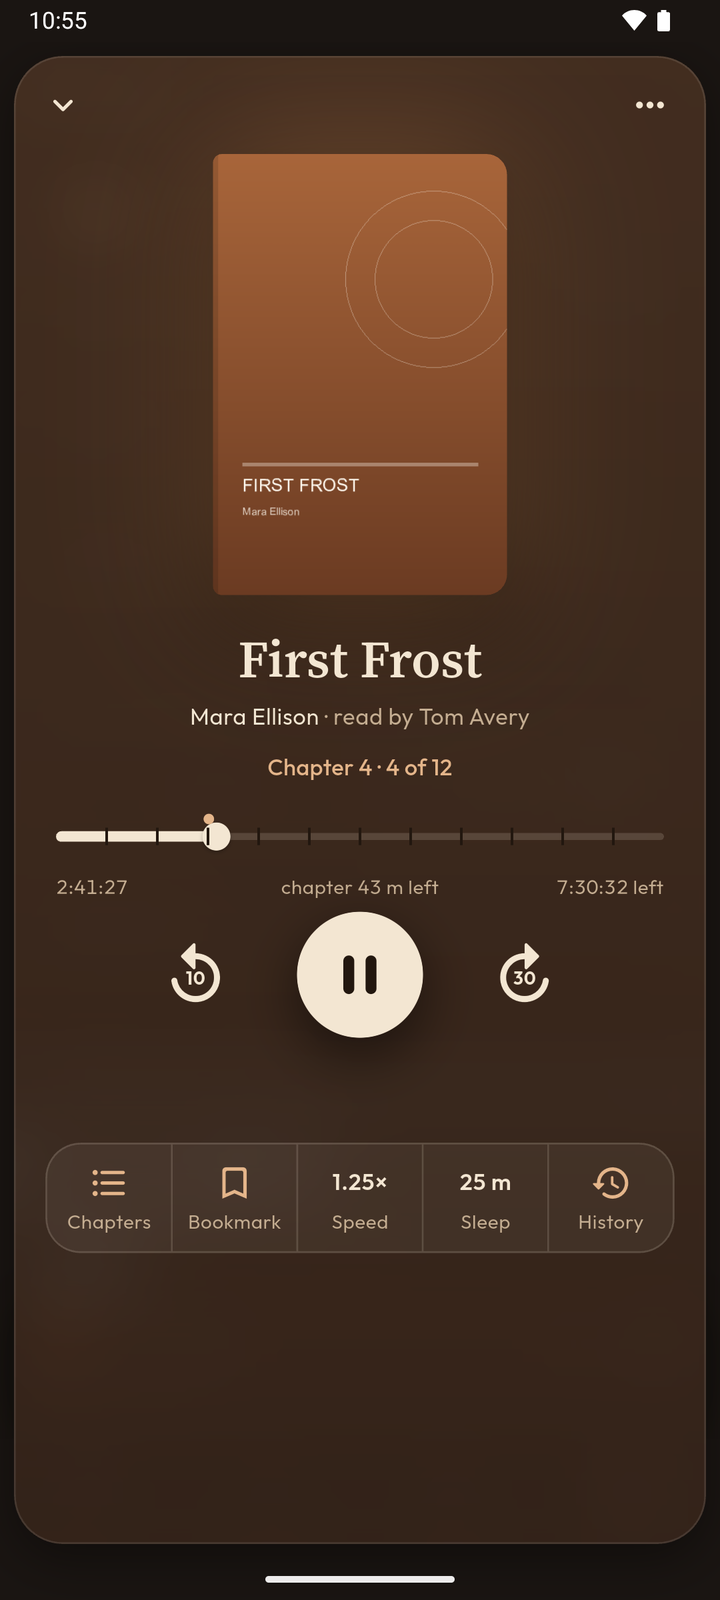 10:55
FIRST FROST
Mara Ellison
First Frost
Mara Ellison · read by Tom Avery
Chapter 4 · 4 of 12
2:41:27 chapter 43 m left 7:30:32 left
10 30
1.25× 25 m
Chapters Bookmark Speed Sleep History